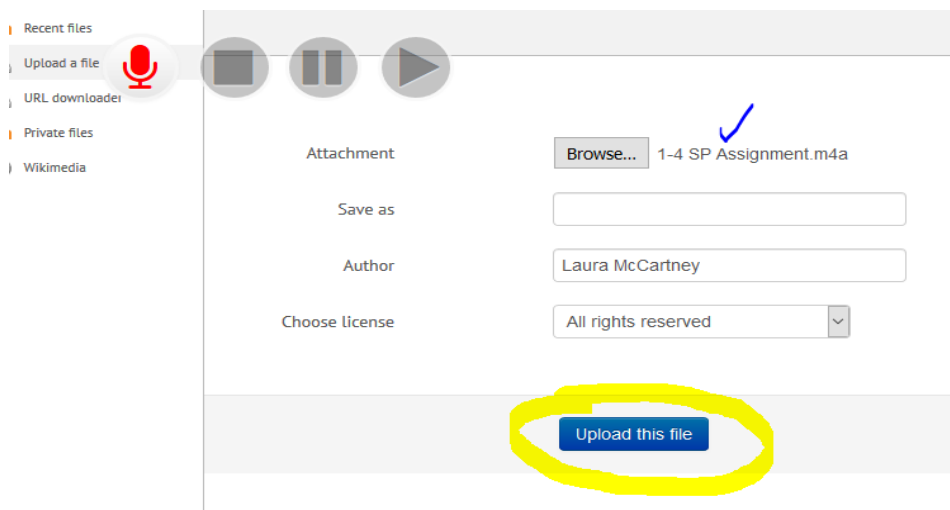 Recent files
Upload a file
URL downloader
Private files
Wikimedia
Attachment
Browse... 1-4 SP Assignment.m4a
Save as
Author
Laura McCartney
Choose license
All rights reserved
Upload this file